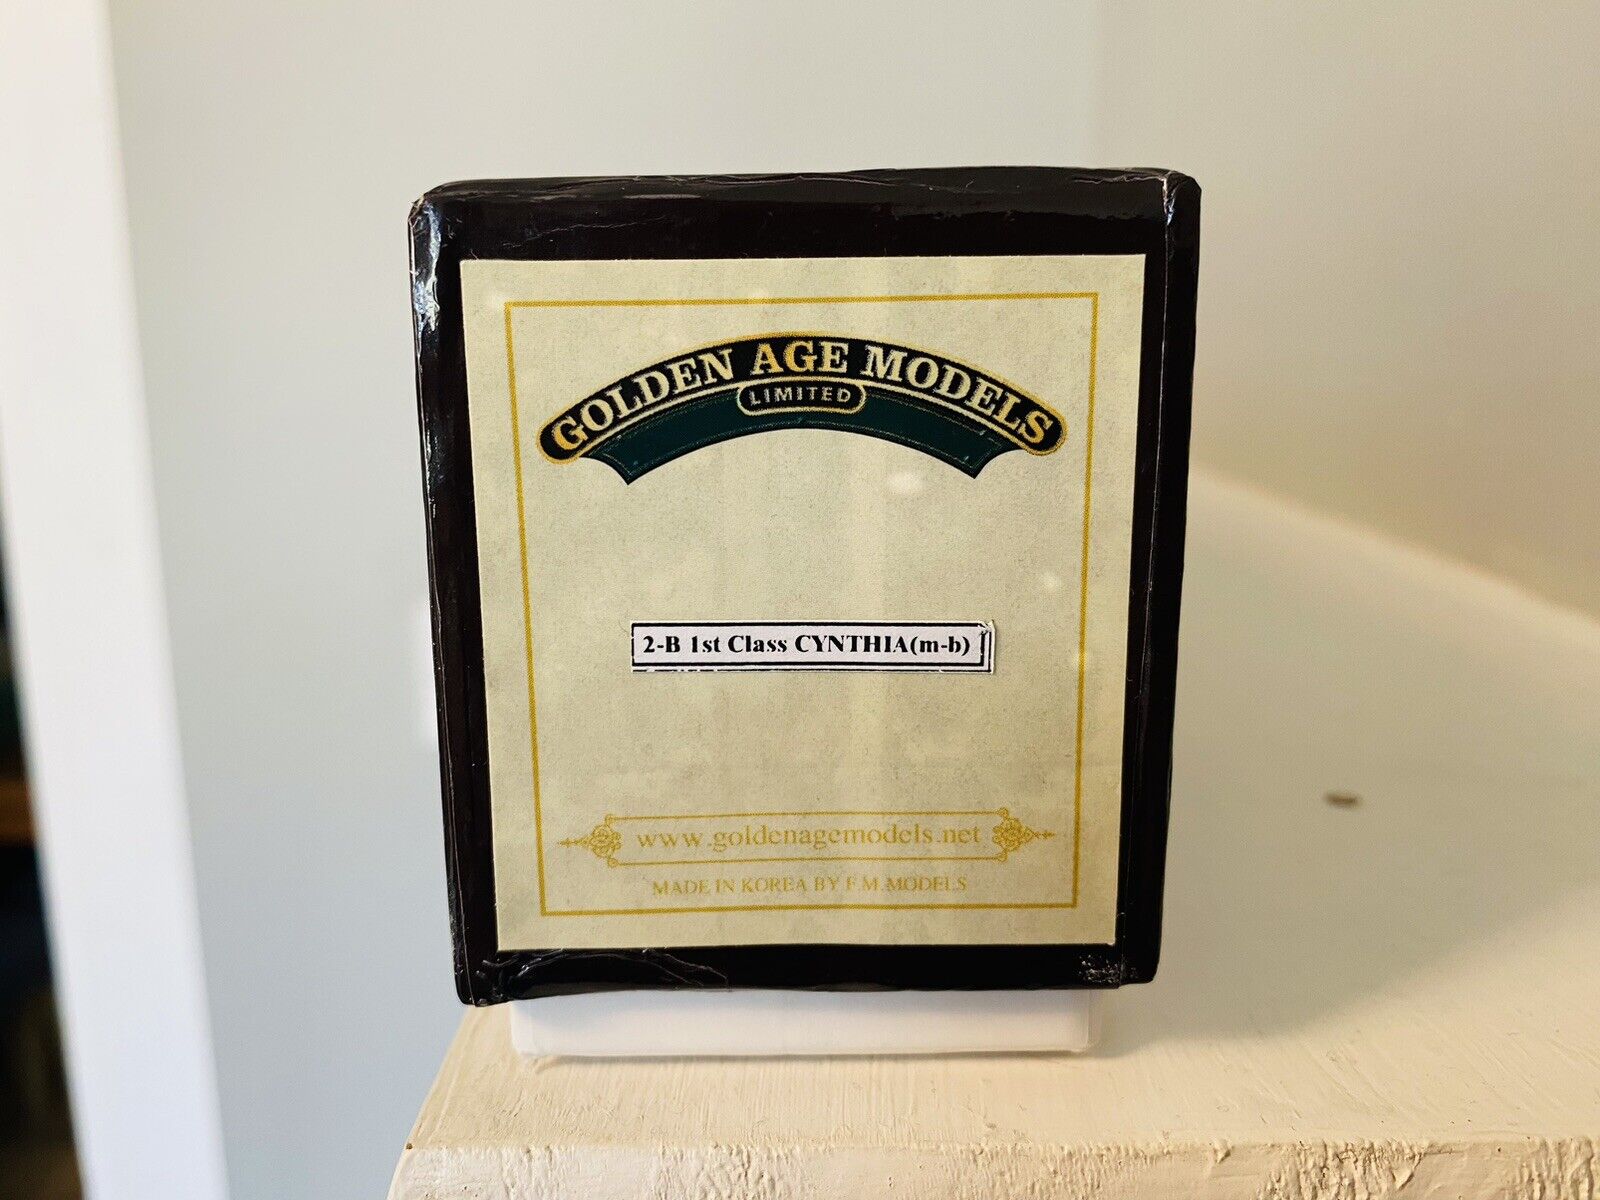 GOLDEN AGE MODELS
LIMITED
2-B 1st Class CYNTHIA(m-b)
www.goldenagemodels.net
MADE IN KOREA BY F.M.MODELS